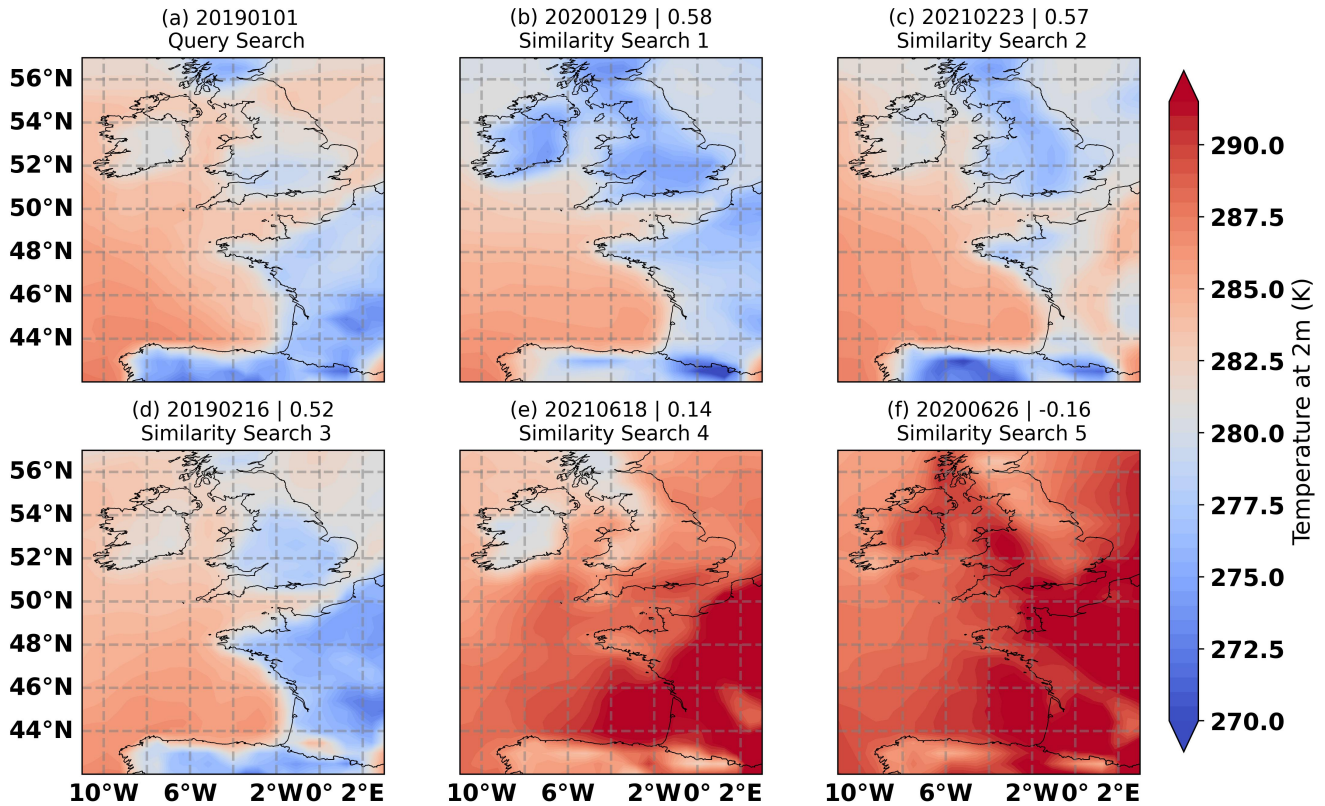 (a) 20190101
Query Search
(b) 20200129 | 0.58
Similarity Search 1
(c) 20210223 | 0.57
Similarity Search 2
56°N
54°N
52°N
50°N
48°N
46°N
44°N
(d) 20190216 | 0.52
Similarity Search 3
(e) 20210618 | 0.14
Similarity Search 4
(f) 20200626 | -0.16
Similarity Search 5
56°N
54°N
52°N
50°N
48°N
46°N
44°N
10°W 6°W 2°W 0° 2°E
10°W 6°W 2°W 0° 2°E
10°W 6°W 2°W 0° 2°E
290.0
287.5
285.0
282.5
280.0
277.5
275.0
272.5
270.0
Temperature at 2m (K)